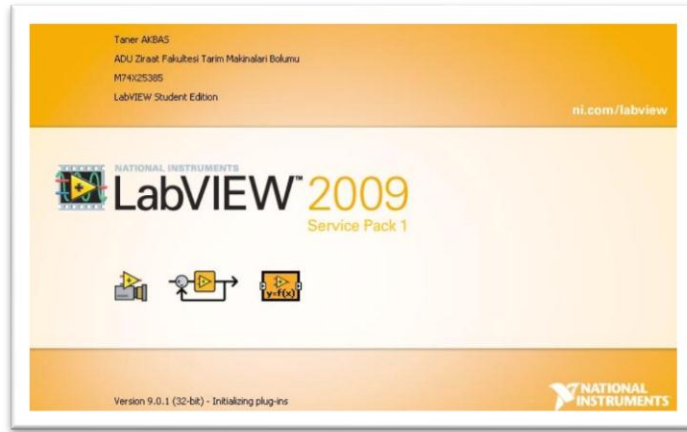 Taner AKBAS
ADU Ziraat Fakultesi Tarim Makinalari Bolumu
M74X25385
LabVIEW Student Edition
ni.com/labview
NATIONAL INSTRUMENTS
LabVIEW™ 2009
Service Pack 1
y=f(x)
Version 9.0.1 (32-bit) - Initializing plug-ins
NATIONAL
INSTRUMENTS